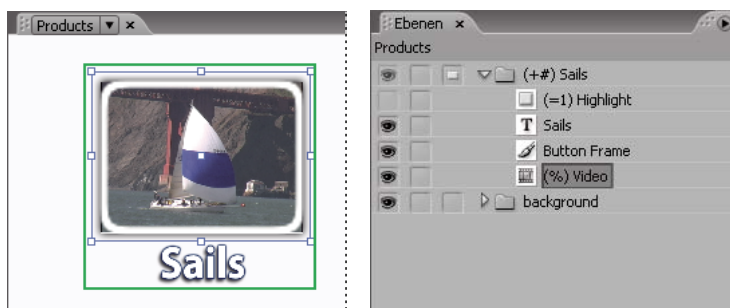 Products
Sails
Ebenen
Products
(+#) Sails
(=1) Highlight
T Sails
Button Frame
(%) Video
background